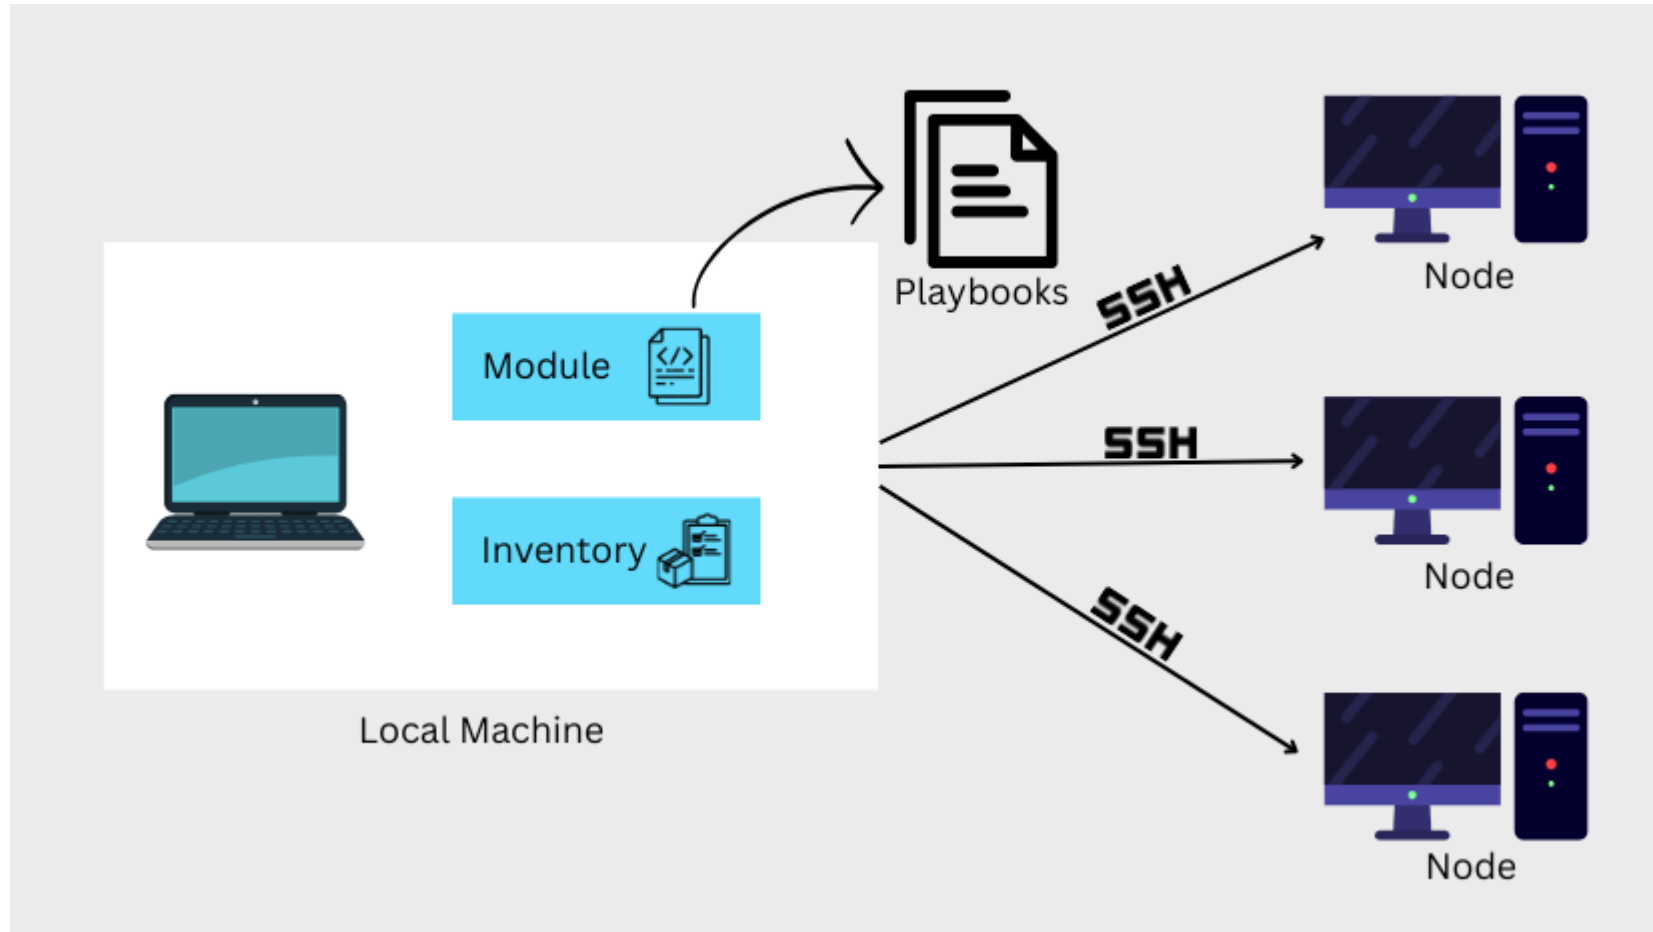 Playbooks
Module
Inventory
Local Machine
SSH
SSH
SSH
Node
Node
Node